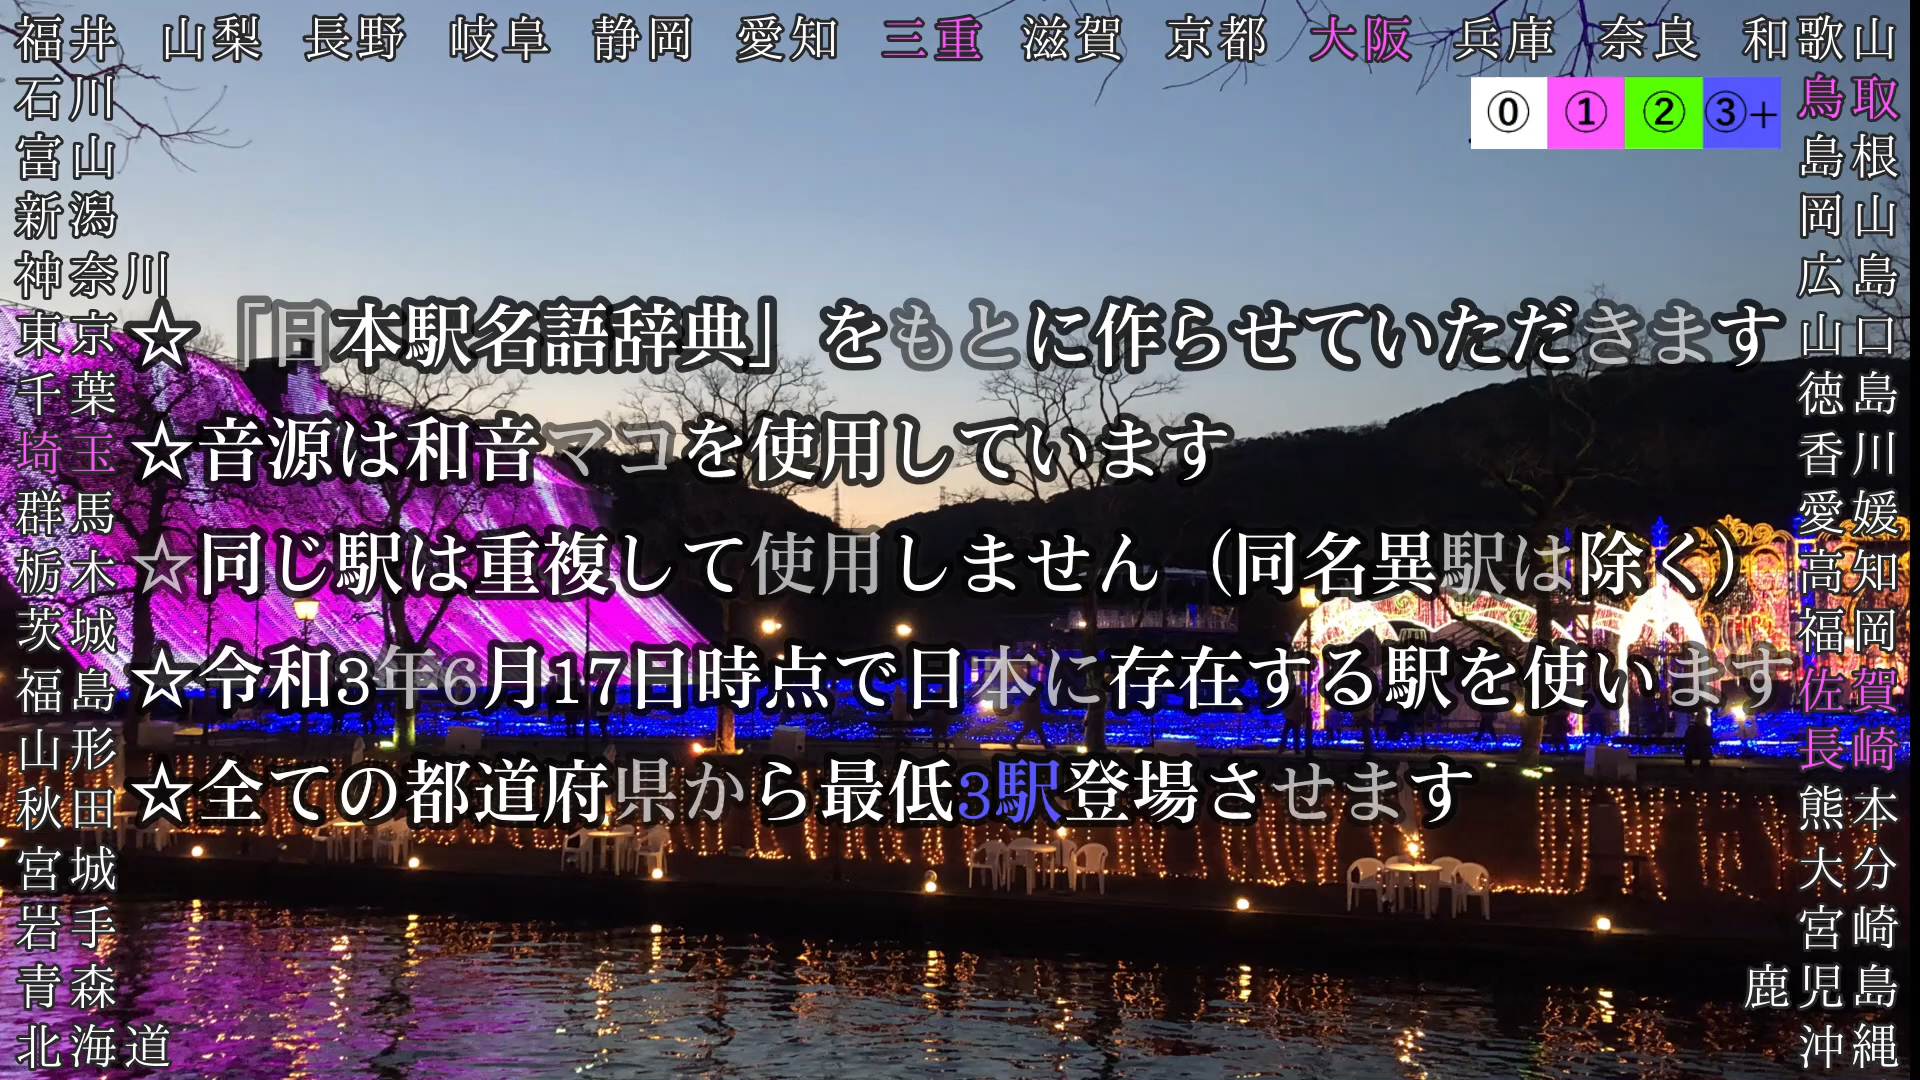 福井 山梨 長野 岐阜 静岡 愛知 三重 滋賀 京都 大阪 兵庫 奈良 和歌山
石川
富山
新潟
神奈川
東京
千葉
埼玉
群馬
栃木
茨城
福島
山形
秋田
宮城
岩手
青森
北海道
⓪ ① ② ③+
☆「日本駅名語辞典」をもとに作らせていただきます
☆音源は和音マコを使用しています
☆同じ駅は重複して使用しません（同名異駅は除く）
☆令和3年6月17日時点で日本に存在する駅を使います
☆全ての都道府県から最低3駅登場させます
鳥取
島根
岡山
広島
山口
徳島
香川
愛媛
高知
福岡
佐賀
長崎
熊本
大分
宮崎
鹿児島
沖縄